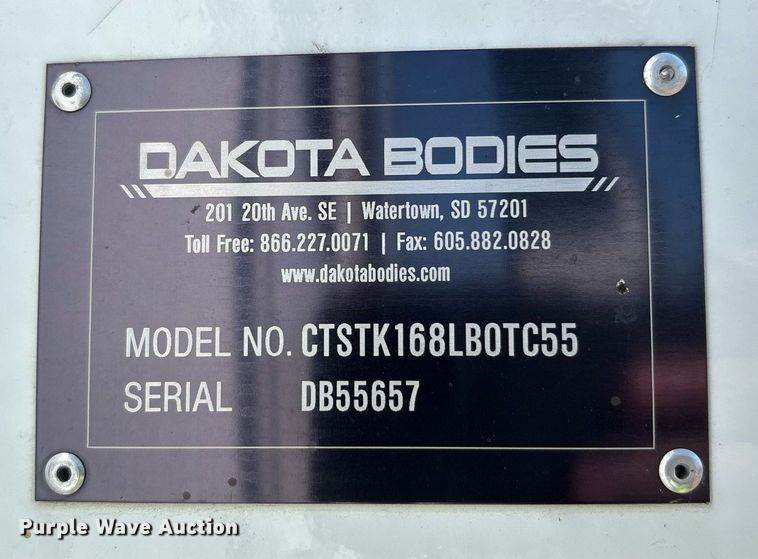 DAKOTA BODIES
201 20th Ave. SE | Watertown, SD 57201
Toll Free: 866.227.0071 | Fax: 605.882.0828
www.dakotabodies.com
MODEL NO. CTSTK168LBOTC55
SERIAL DB55657
Purple Wave Auction